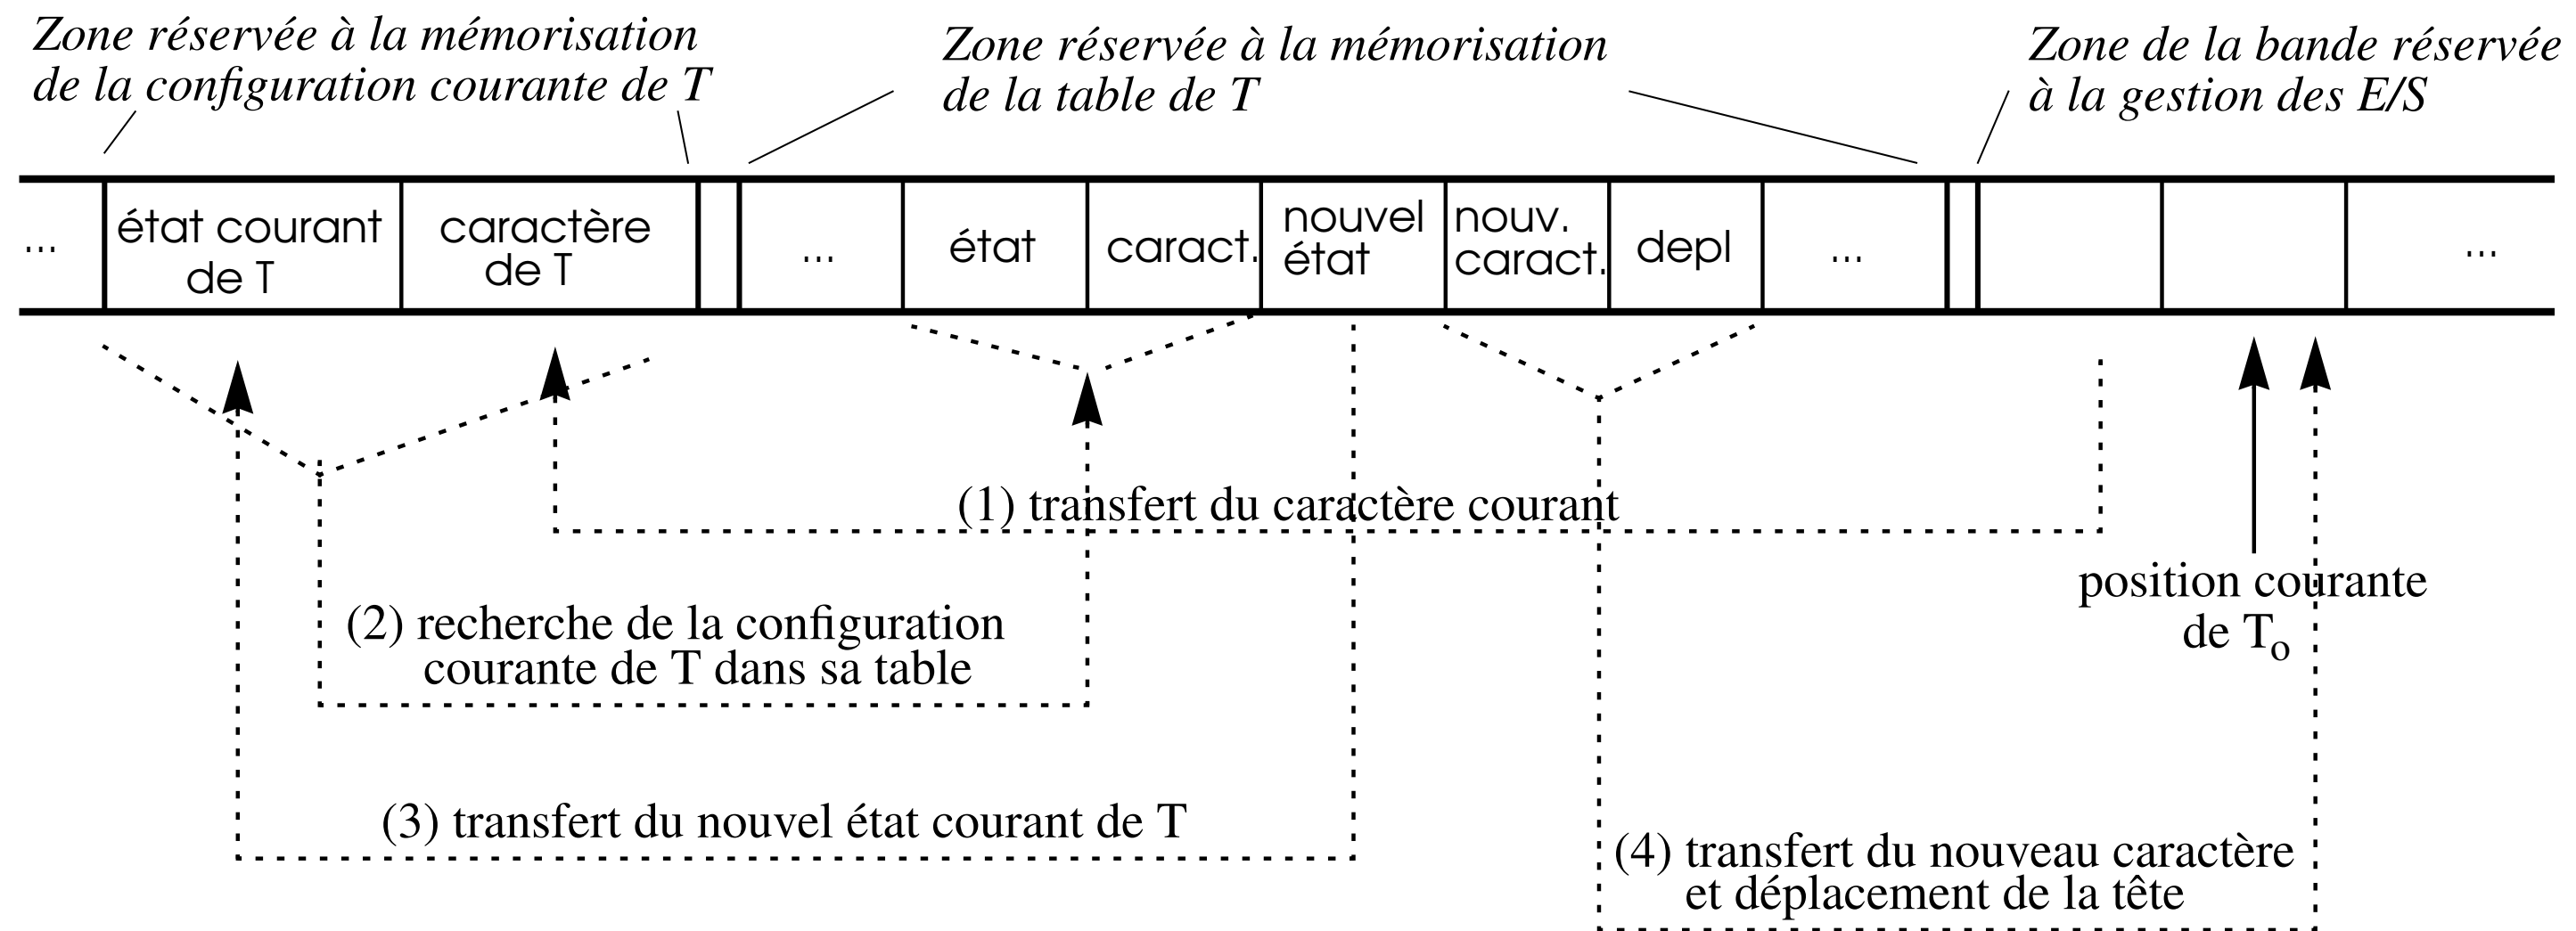 Zone réservée à la mémorisation
de la configuration courante de T
Zone réservée à la mémorisation
de la table de T
Zone de la bande réservée
à la gestion des E/S
...
état courant
de T
caractère
de T
...
état
caract.
nouvel
état
nouv.
caract.
depl
...
...
(1) transfert du caractère courant
position courante
de To
(2) recherche de la configuration
courante de T dans sa table
(3) transfert du nouvel état courant de T
(4) transfert du nouveau caractère
et déplacement de la tête